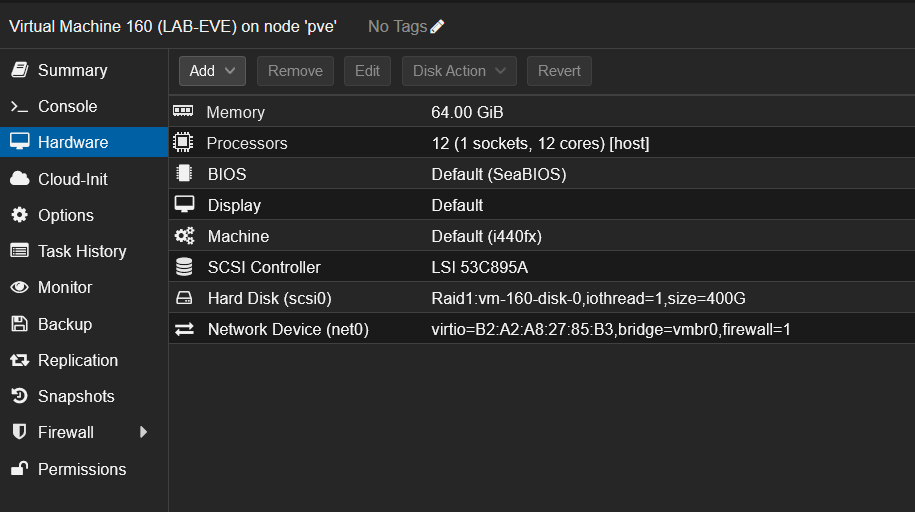 Virtual Machine 160 (LAB-EVE) on node 'pve' No Tags
Summary
Console
Hardware
Cloud-Init
Options
Task History
Monitor
Backup
Replication
Snapshots
Firewall
Permissions
Add Remove Edit Disk Action Revert
Memory 64.00 GiB
Processors 12 (1 sockets, 12 cores) [host]
BIOS Default (SeaBIOS)
Display Default
Machine Default (i440fx)
SCSI Controller LSI 53C895A
Hard Disk (scsi0) Raid1:vm-160-disk-0,iothread=1,size=400G
Network Device (net0) virtio=B2:A2:A8:27:85:B3,bridge=vmbr0,firewall=1